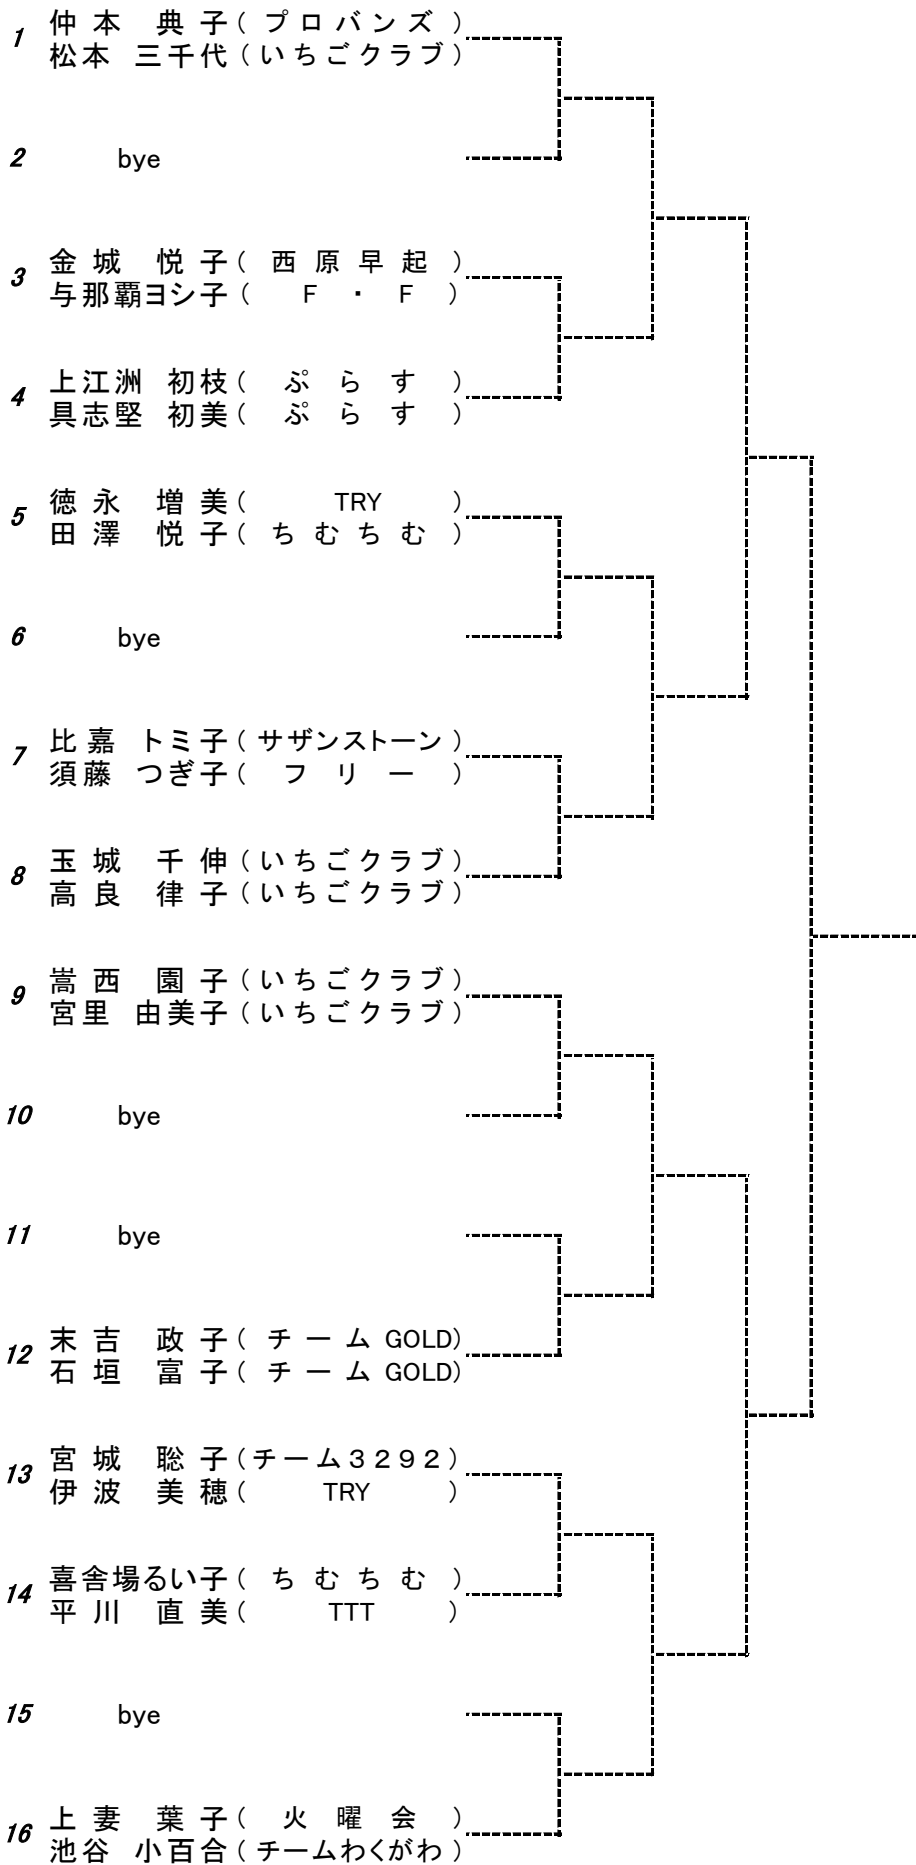 1 仲本 典子(プロバンズ)
松本 三千代(いちごクラブ)
2 bye
3 金城 悦子(西原早起)
与那覇ヨシ子(F・F)
4 上江洲 初枝(ぷらす)
具志堅 初美(ぷらす)
5 徳永 増美(TRY)
田澤 悦子(ちむちむ)
6 bye
7 比嘉 トミ子(サザンストーン)
須藤 つぎ子(フリー)
8 玉城 千伸(いちごクラブ)
高良 律子(いちごクラブ)
9 嵩西 園子(いちごクラブ)
宮里 由美子(いちごクラブ)
10 bye
11 bye
12 末吉 政子(チームGOLD)
石垣 富子(チームGOLD)
13 宮城 聡子(チーム3292)
伊波 美穂(TRY)
14 喜舎場るい子(ちむちむ)
平川 直美(TTT)
15 bye
16 上妻 葉子(火曜会)
池谷 小百合(チームわくがわ)